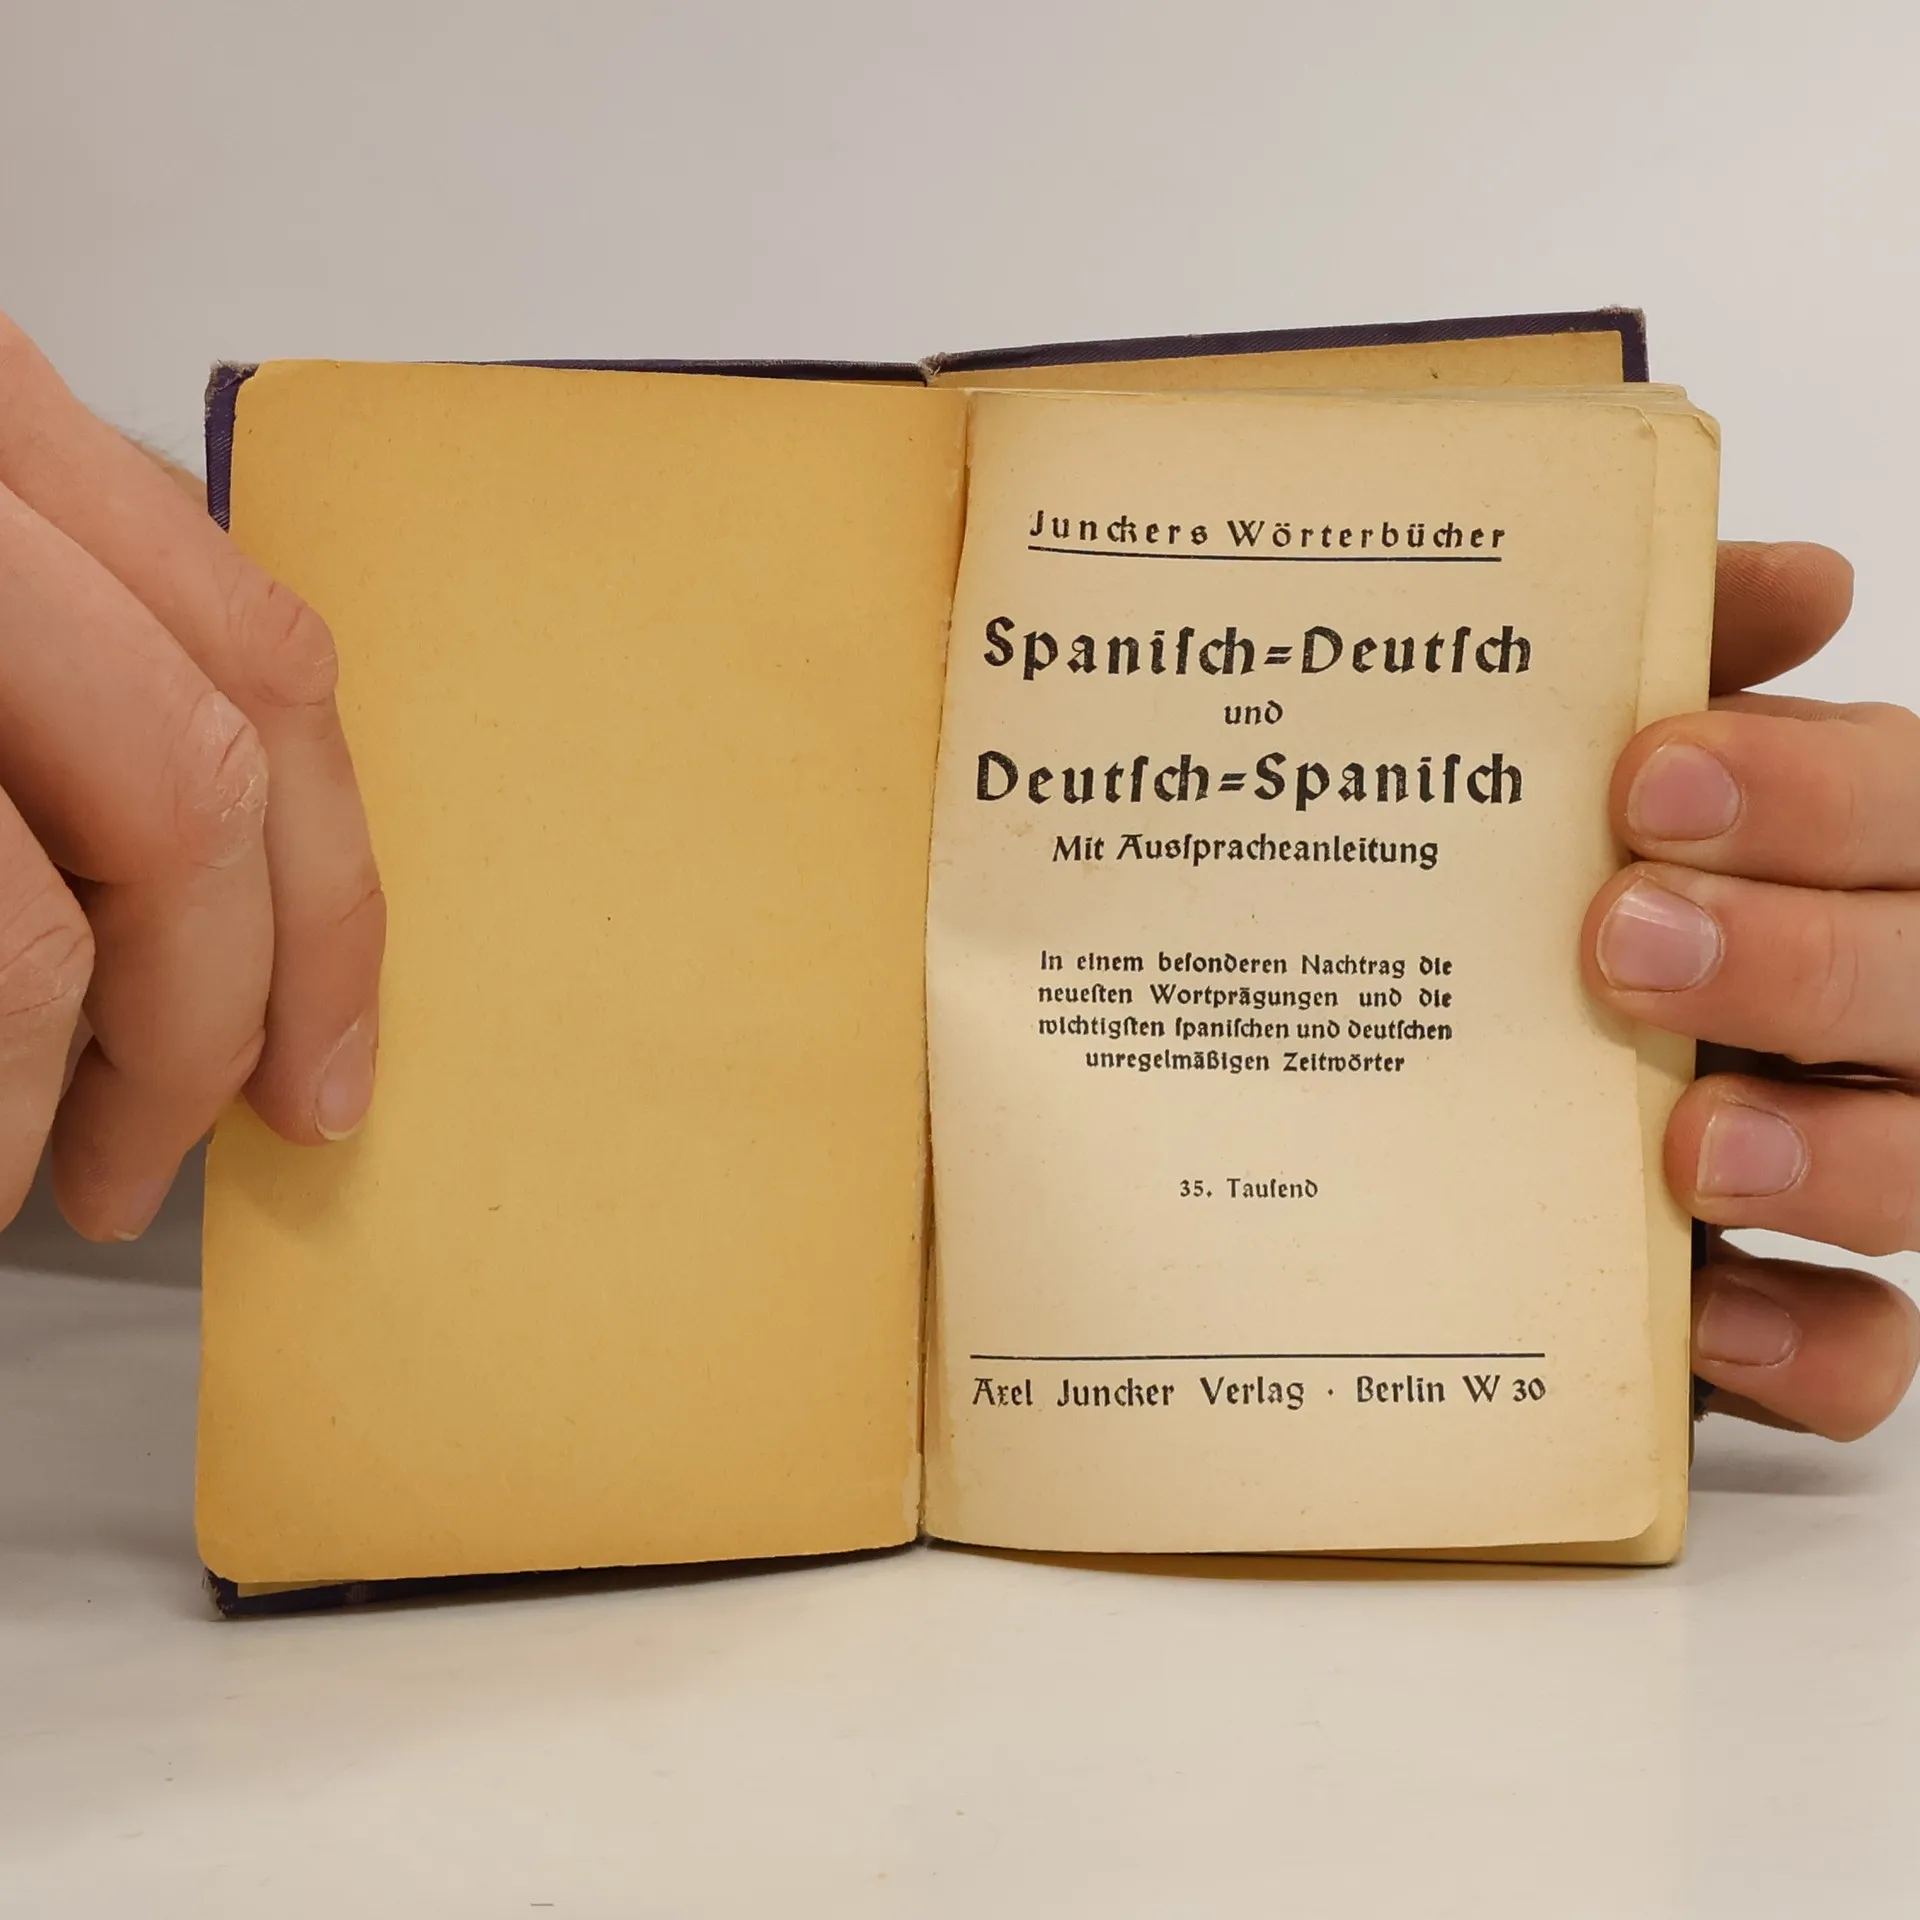 Junckers Wörterbücher
Spaniſch=Deutſch
und
Deutſch=Spaniſch
Mit Ausſpracheanleitung
In einem beſonderen Nachtrag die
neueſten Wortprägungen und die
wichtigſten ſpaniſchen und deutſchen
unregelmäßigen Zeitwörter
35. Tauſend
Axel Juncker Verlag · Berlin W 30